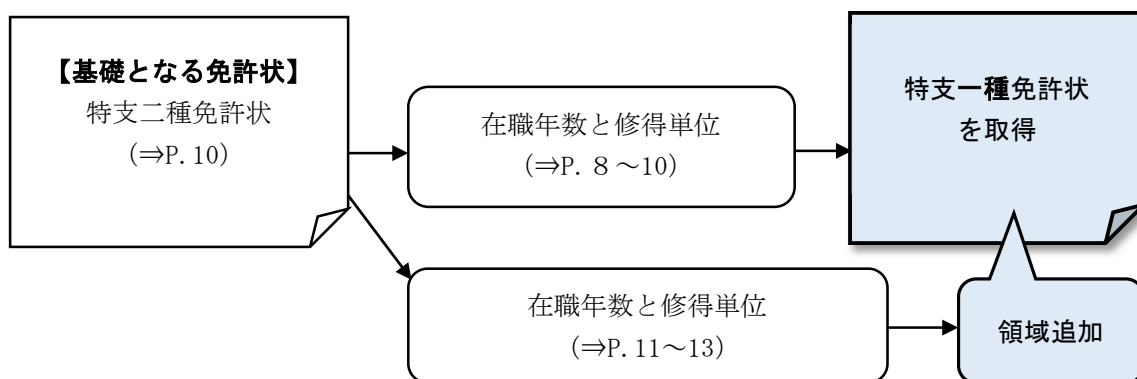 【基礎となる免許状】
特支二種免許状
(⇒P.10)
在職年数と修得単位
(⇒P.８～10)
特支一種免許状
を取得
在職年数と修得単位
(⇒P.11～13)
領域追加